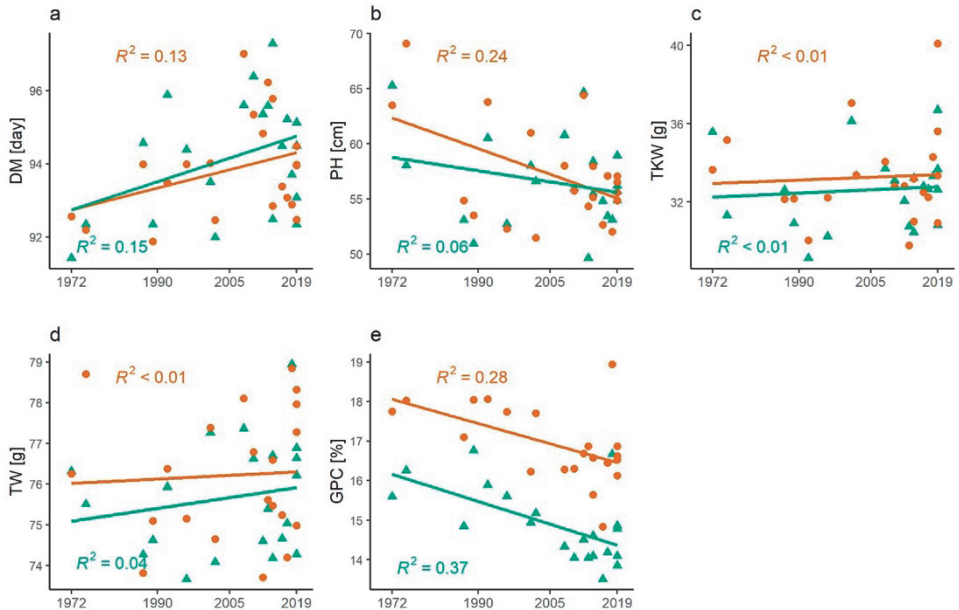 a
R² = 0.13
DM [day]
96
94
92
R² = 0.15
1972 1990 2005 2019
b
70
R² = 0.24
65
PH [cm]
60
55
R² = 0.06
50
1972 1990 2005 2019
c
40
R² < 0.01
TKW [g]
36
32
R² < 0.01
1972 1990 2005 2019
d
79
R² < 0.01
78
77
TW [g]
76
75
R² = 0.04
74
1972 1990 2005 2019
e
19
R² = 0.28
18
17
GPC [%]
16
15
14
R² = 0.37
1972 1990 2005 2019